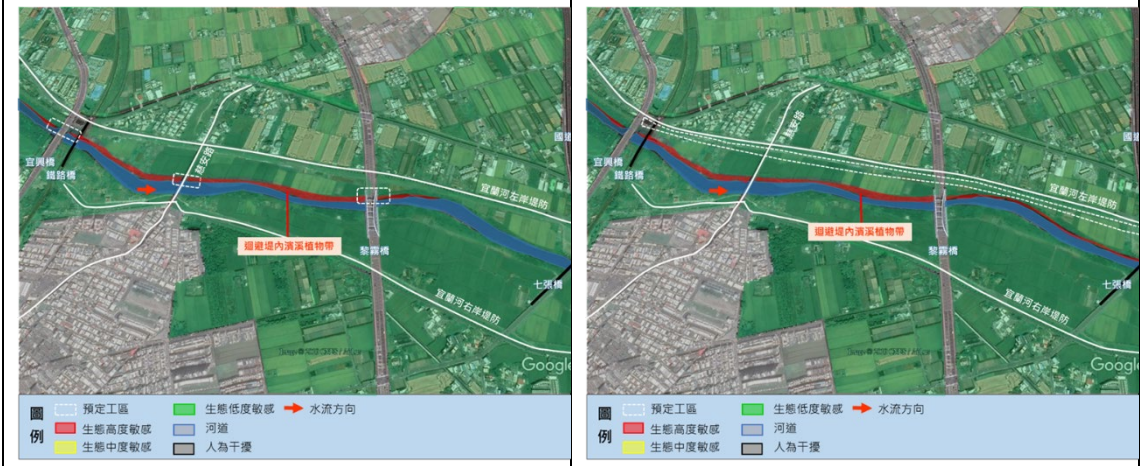 國道
宜興橋
鐵路橋
慈安路
宜蘭河左岸堤防
迴避堤內濱溪植物帶
黎霧橋
七張橋
宜蘭河右岸堤防
Google
圖例
預定工區
生態低度敏感
水流方向
生態高度敏感
河道
生態中度敏感
人為干擾
國道
宜興橋
鐵路橋
慈安路
宜蘭河左岸堤防
迴避堤內濱溪植物帶
黎霧橋
七張橋
宜蘭河右岸堤防
Google
圖例
預定工區
生態低度敏感
水流方向
生態高度敏感
河道
生態中度敏感
人為干擾